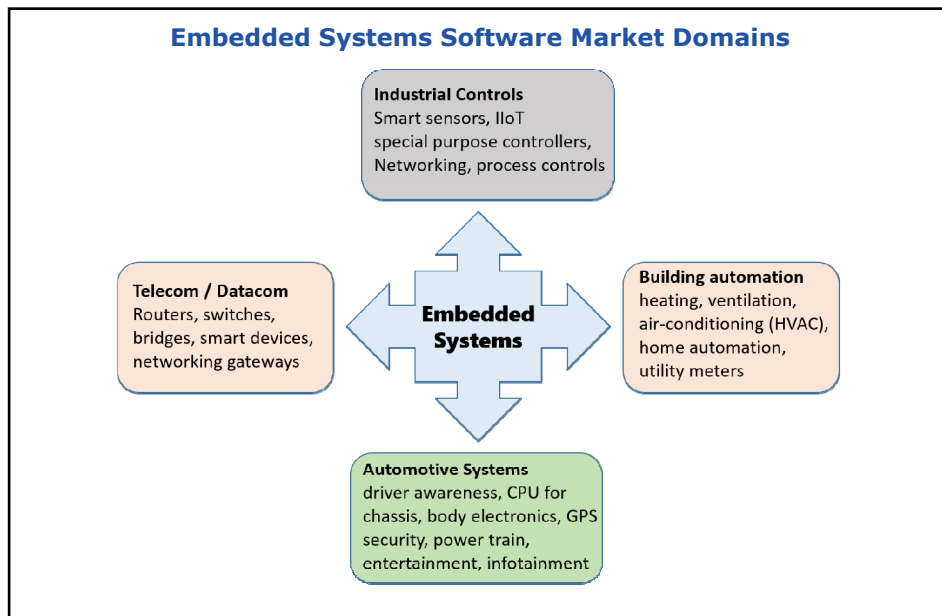 Embedded Systems Software Market Domains
Industrial Controls
Smart sensors, IIoT
special purpose controllers,
Networking, process controls
Telecom / Datacom
Routers, switches,
bridges, smart devices,
networking gateways
Embedded
Systems
Building automation
heating, ventilation,
air-conditioning (HVAC),
home automation,
utility meters
Automotive Systems
driver awareness, CPU for
chassis, body electronics, GPS
security, power train,
entertainment, infotainment